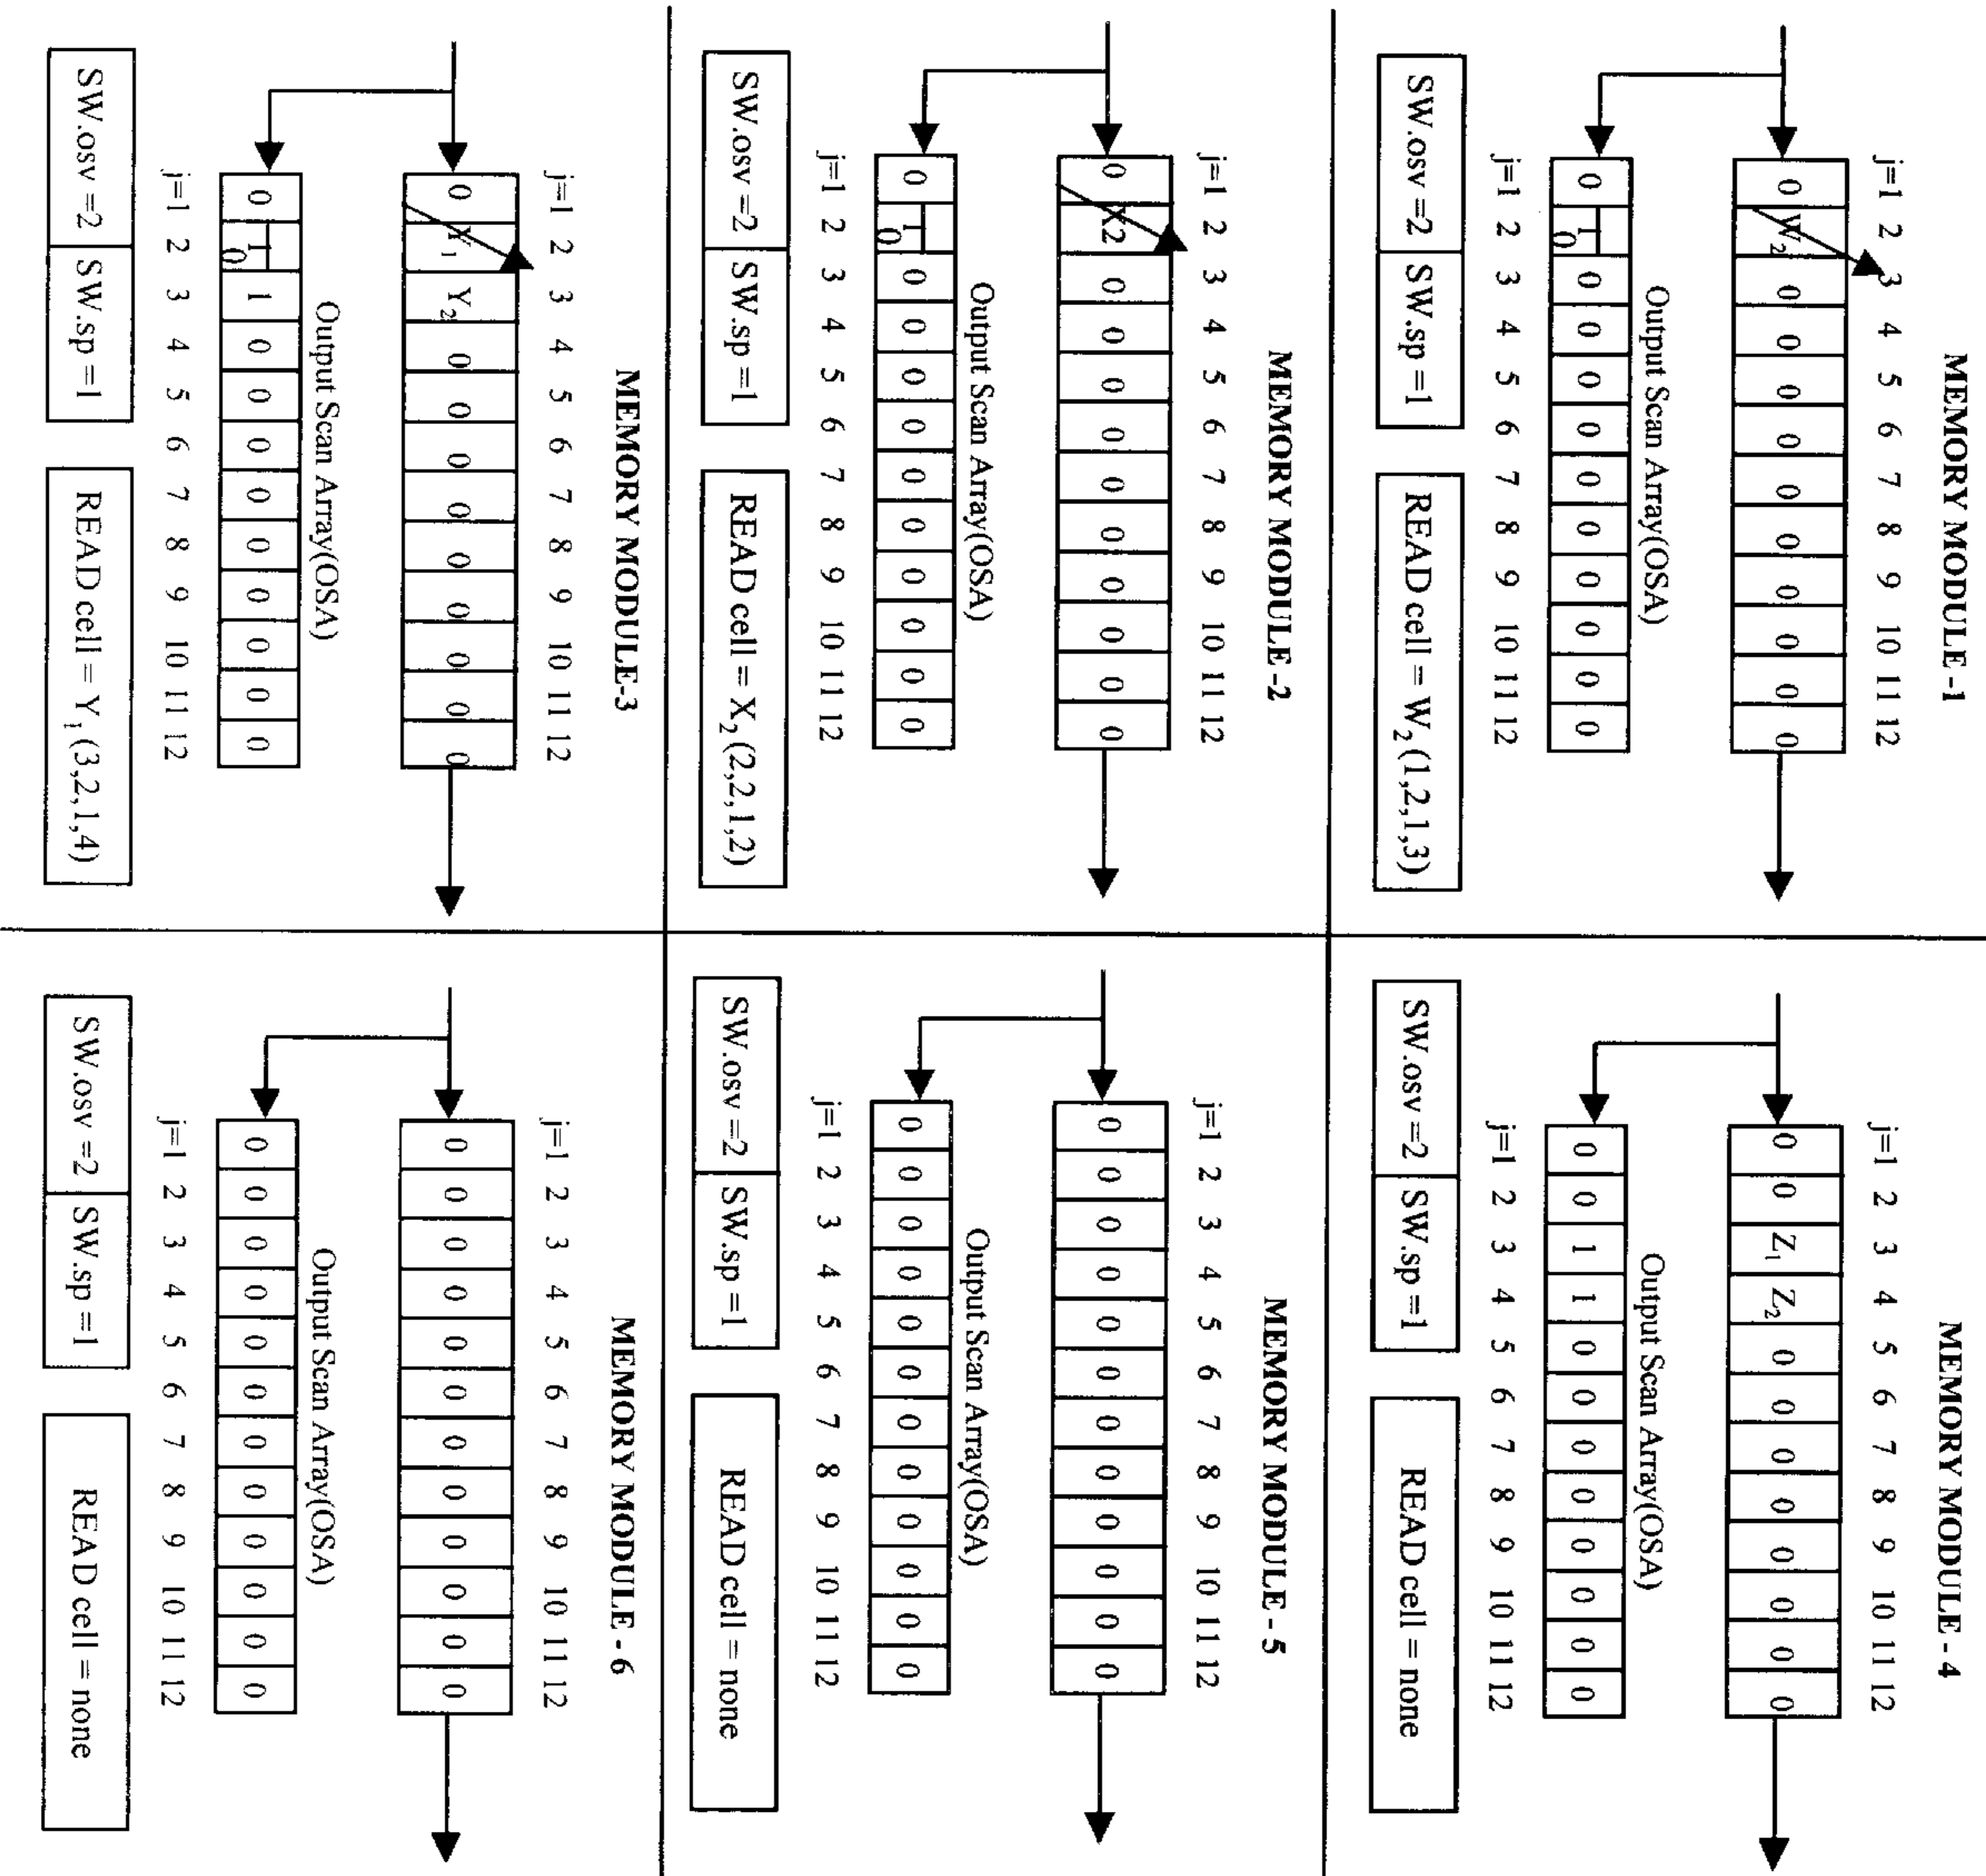 MEMORY MODULE -1
j=1 2 3 4 5 6 7 8 9 10 11 12
0 W2 0 0 0 0 0 0 0 0 0 0
Output Scan Array(OSA)
0 1 0 0 0 0 0 0 0 0 0 0
0
j=1 2 3 4 5 6 7 8 9 10 11 12
SW.osv =2 SW.sp =1 READ cell = W2 (1,2,1,3)
MEMORY MODULE - 4
j=1 2 3 4 5 6 7 8 9 10 11 12
0 0 Z1 Z2 0 0 0 0 0 0 0 0
Output Scan Array(OSA)
0 0 1 1 0 0 0 0 0 0 0 0
j=1 2 3 4 5 6 7 8 9 10 11 12
SW.osv =2 SW.sp =1 READ cell = none
MEMORY MODULE -2
j=1 2 3 4 5 6 7 8 9 10 11 12
0 X2 0 0 0 0 0 0 0 0 0 0
Output Scan Array(OSA)
0 1 0 0 0 0 0 0 0 0 0 0
0
j=1 2 3 4 5 6 7 8 9 10 11 12
SW.osv =2 SW.sp =1 READ cell = X2 (2,2,1,2)
MEMORY MODULE - 5
j=1 2 3 4 5 6 7 8 9 10 11 12
0 0 0 0 0 0 0 0 0 0 0 0
Output Scan Array(OSA)
0 0 0 0 0 0 0 0 0 0 0 0
j=1 2 3 4 5 6 7 8 9 10 11 12
SW.osv =2 SW.sp =1 READ cell = none
MEMORY MODULE-3
j=1 2 3 4 5 6 7 8 9 10 11 12
0 Y1 Y2 0 0 0 0 0 0 0 0 0
Output Scan Array(OSA)
0 1 1 0 0 0 0 0 0 0 0 0
0
j=1 2 3 4 5 6 7 8 9 10 11 12
SW.osv =2 SW.sp =1 READ cell = Y1 (3,2,1,4)
MEMORY MODULE - 6
j=1 2 3 4 5 6 7 8 9 10 11 12
0 0 0 0 0 0 0 0 0 0 0 0
Output Scan Array(OSA)
0 0 0 0 0 0 0 0 0 0 0 0
j=1 2 3 4 5 6 7 8 9 10 11 12
SW.osv =2 SW.sp =1 READ cell = none